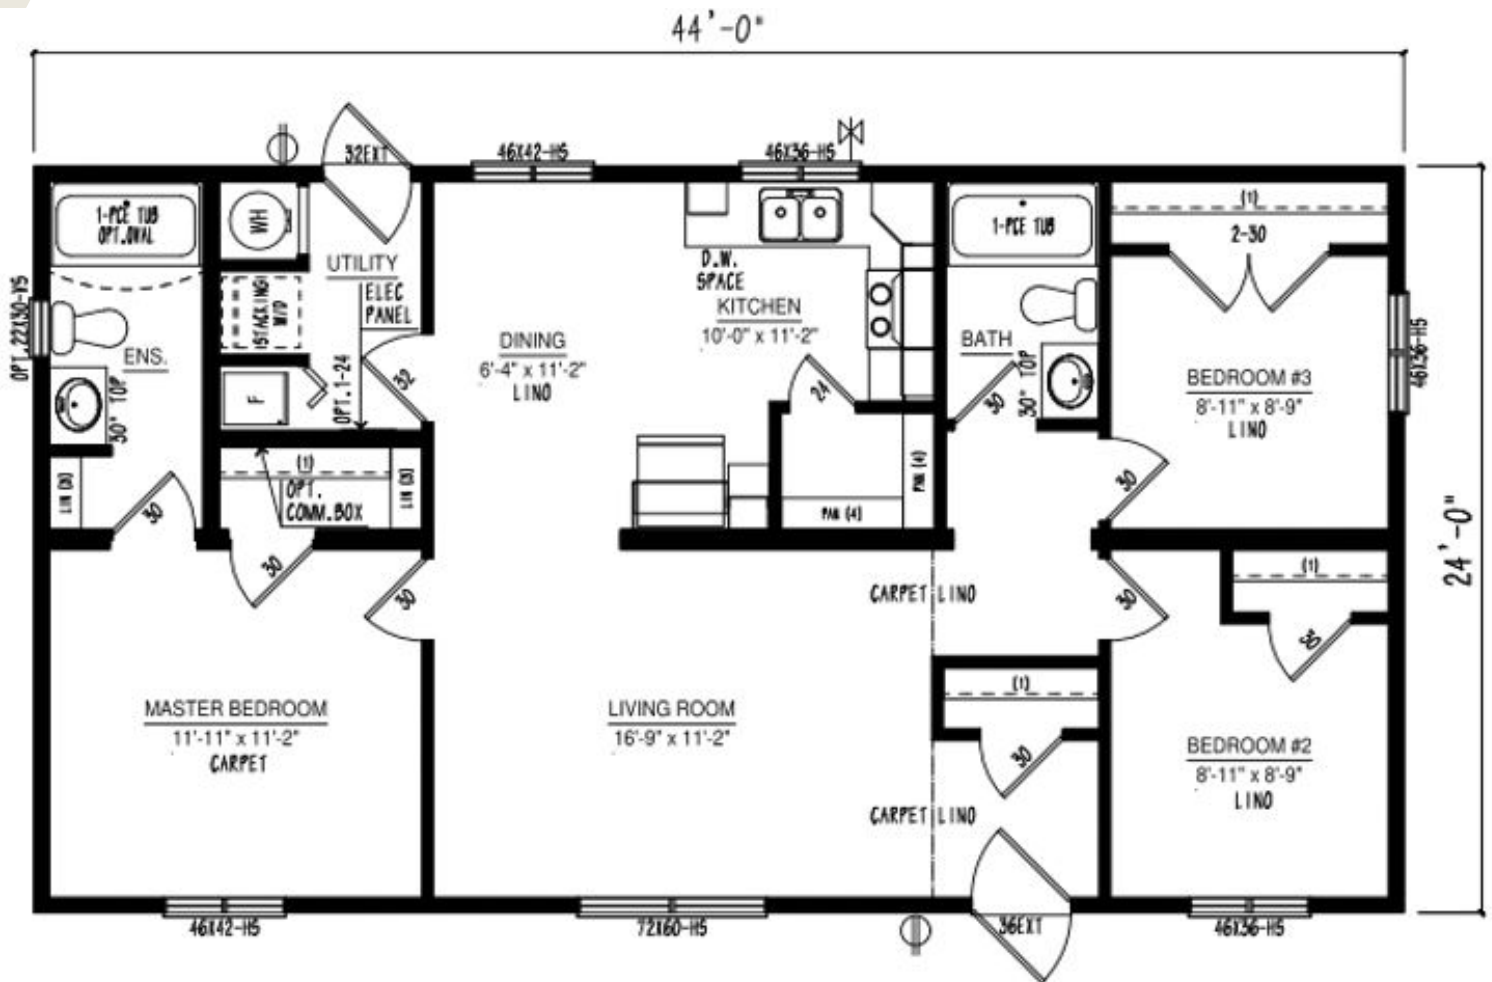 44'-0"
32EXT
46X42-HS
46X36-HS
1-PCE TUB
OPT.OVAL
WH
UTILITY
ELEC
PANEL
STACKING
W/D
OPT.22X30-VS
ENS.
30" TOP
F
OPT.1-24
32
DINING
6'-4" x 11'-2"
LINO
D.W.
SPACE
KITCHEN
10'-0" x 11'-2"
24
1-PCE TUB
BATH
30" TOP
30
(1)
2-30
BEDROOM #3
8'-11" x 8'-9"
LINO
46X36-HS
LIN (3)
30
(1)
OPT.
COMM.BOX
LIN (3)
PAN (4)
PAN (4)
30
24'-0"
30
30
CARPET LINO
30
(1)
30
MASTER BEDROOM
11'-11" x 11'-2"
CARPET
LIVING ROOM
16'-9" x 11'-2"
(1)
30
BEDROOM #2
8'-11" x 8'-9"
LINO
CARPET LINO
46X42-HS
72X60-HS
36EXT
46X36-HS